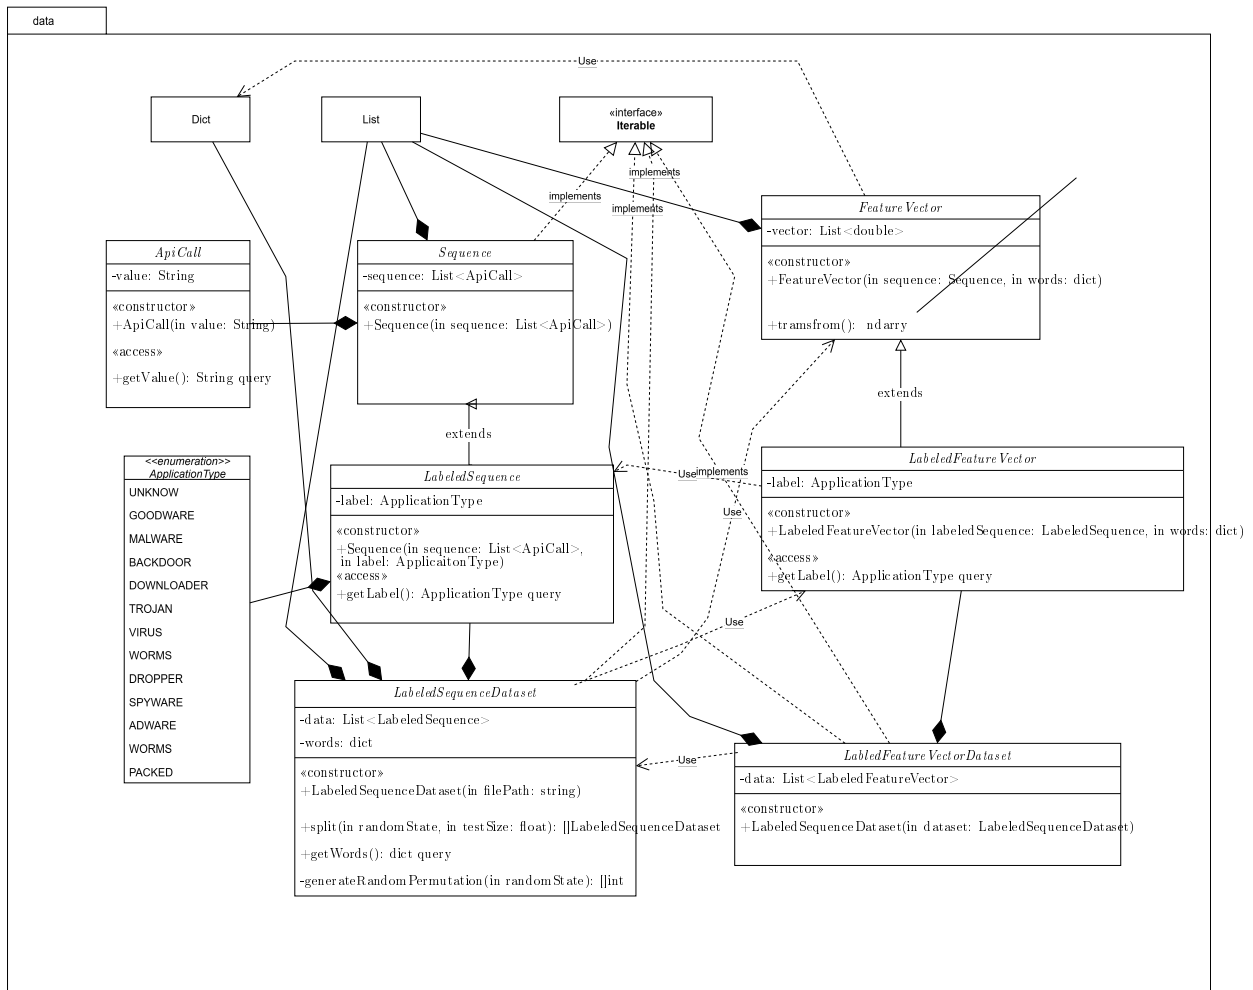 data
Use
Dict
List
«interface»
Iterable
implements
implements
implements
FeatureVector
-vector: List<double>
«constructor»
+FeatureVector(in sequence: Sequence, in words: dict)
+tramsfrom(): ndarry
ApiCall
-value: String
«constructor»
+ApiCall(in value: String)
«access»
+getValue(): String query
Sequence
-sequence: List<ApiCall>
«constructor»
+Sequence(in sequence: List<ApiCall>)
extends
extends
<<enumeration>>
ApplicationType
UNKNOW
GOODWARE
MALWARE
BACKDOOR
DOWNLOADER
TROJAN
VIRUS
WORMS
DROPPER
SPYWARE
ADWARE
WORMS
PACKED
LabeledSequence
-label: ApplicationType
«constructor»
+Sequence(in sequence: List<ApiCall>,
in label: ApplicaitonType)
«access»
+getLabel(): ApplicationType query
Use
implements
Use
LabeledFeatureVector
-label: ApplicationType
«constructor»
+LabeledFeatureVector(in labeledSequence: LabeledSequence, in words: dict)
«access»
+getLabel(): ApplicationType query
Use
LabeledSequenceDataset
-data: List<LabeledSequence>
-words: dict
«constructor»
+LabeledSequenceDataset(in filePath: string)
+split(in randomState, in testSize: float): []LabeledSequenceDataset
+getWords(): dict query
-generateRandomPermutation(in randomState): []int
Use
LabledFeatureVectorDataset
-data: List<LabeledFeatureVector>
«constructor»
+LabeledSequenceDataset(in dataset: LabeledSequenceDataset)